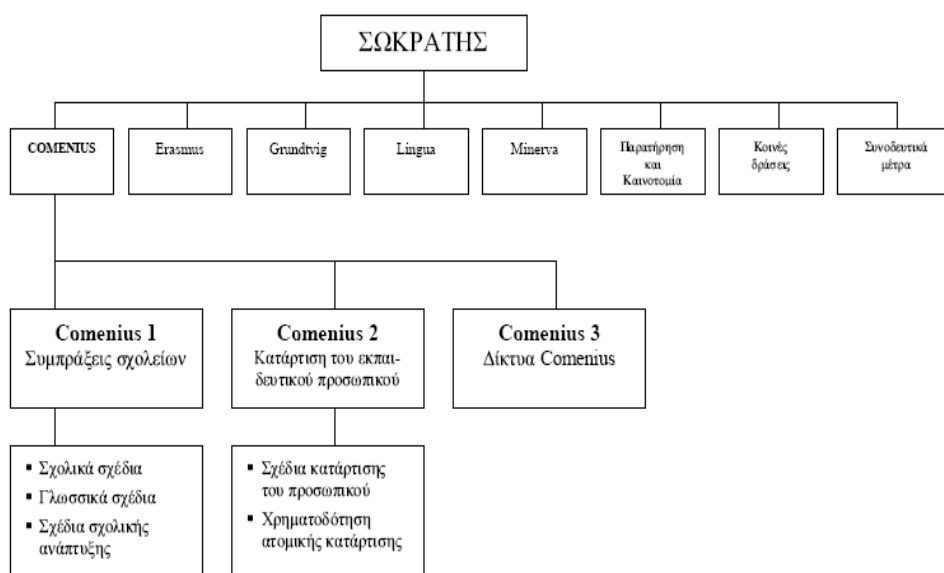 ΣΩΚΡΑΤΗΣ
COMENIUS
Erasmus
Grundtvig
Lingua
Minerva
Παρατήρηση
και
Καινοτομία
Κοινές
δράσεις
Συνοδευτικά
μέτρα
Comenius 1
Συμπράξεις σχολείων
Comenius 2
Κατάρτιση του εκπαι-
δευτικού προσωπικού
Comenius 3
Δίκτυα Comenius
▪ Σχολικά σχέδια
▪ Γλωσσικά σχέδια
▪ Σχέδια σχολικής
ανάπτυξης
▪ Σχέδια κατάρτισης
του προσωπικού
▪ Χρηματοδότηση
ατομικής κατάρτισης